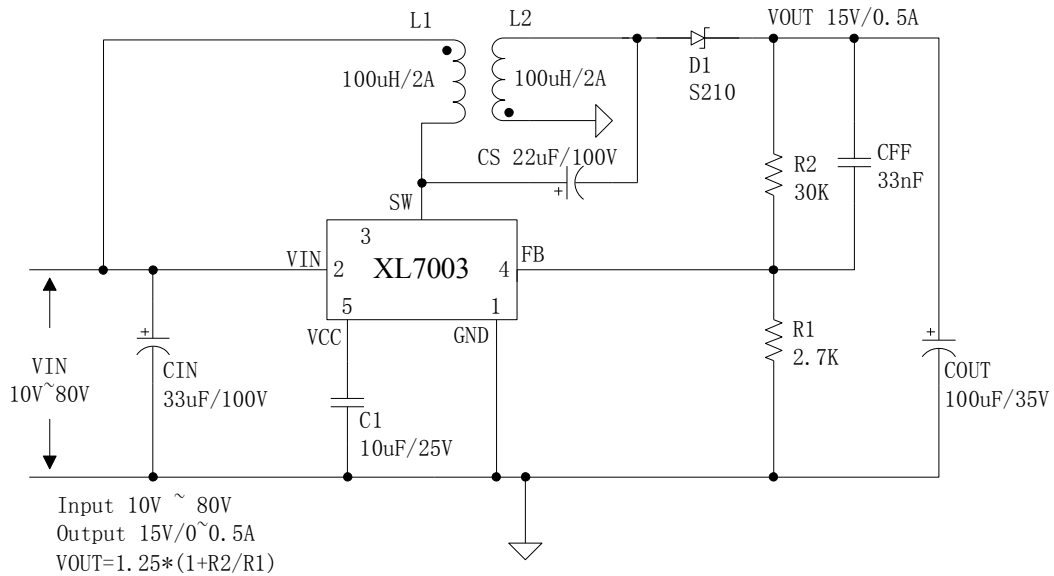 L1
L2
VOUT 15V/0.5A
100uH/2A
100uH/2A
D1
S210
CS 22uF/100V
+
R2
30K
CFF
33nF
SW
3
VIN
2
XL7003
4
FB
5
1
VCC
GND
+
CIN
33uF/100V
VIN
10V~80V
C1
10uF/25V
R1
2.7K
+
COUT
100uF/35V
Input 10V ~ 80V
Output 15V/0~0.5A
VOUT=1.25*(1+R2/R1)